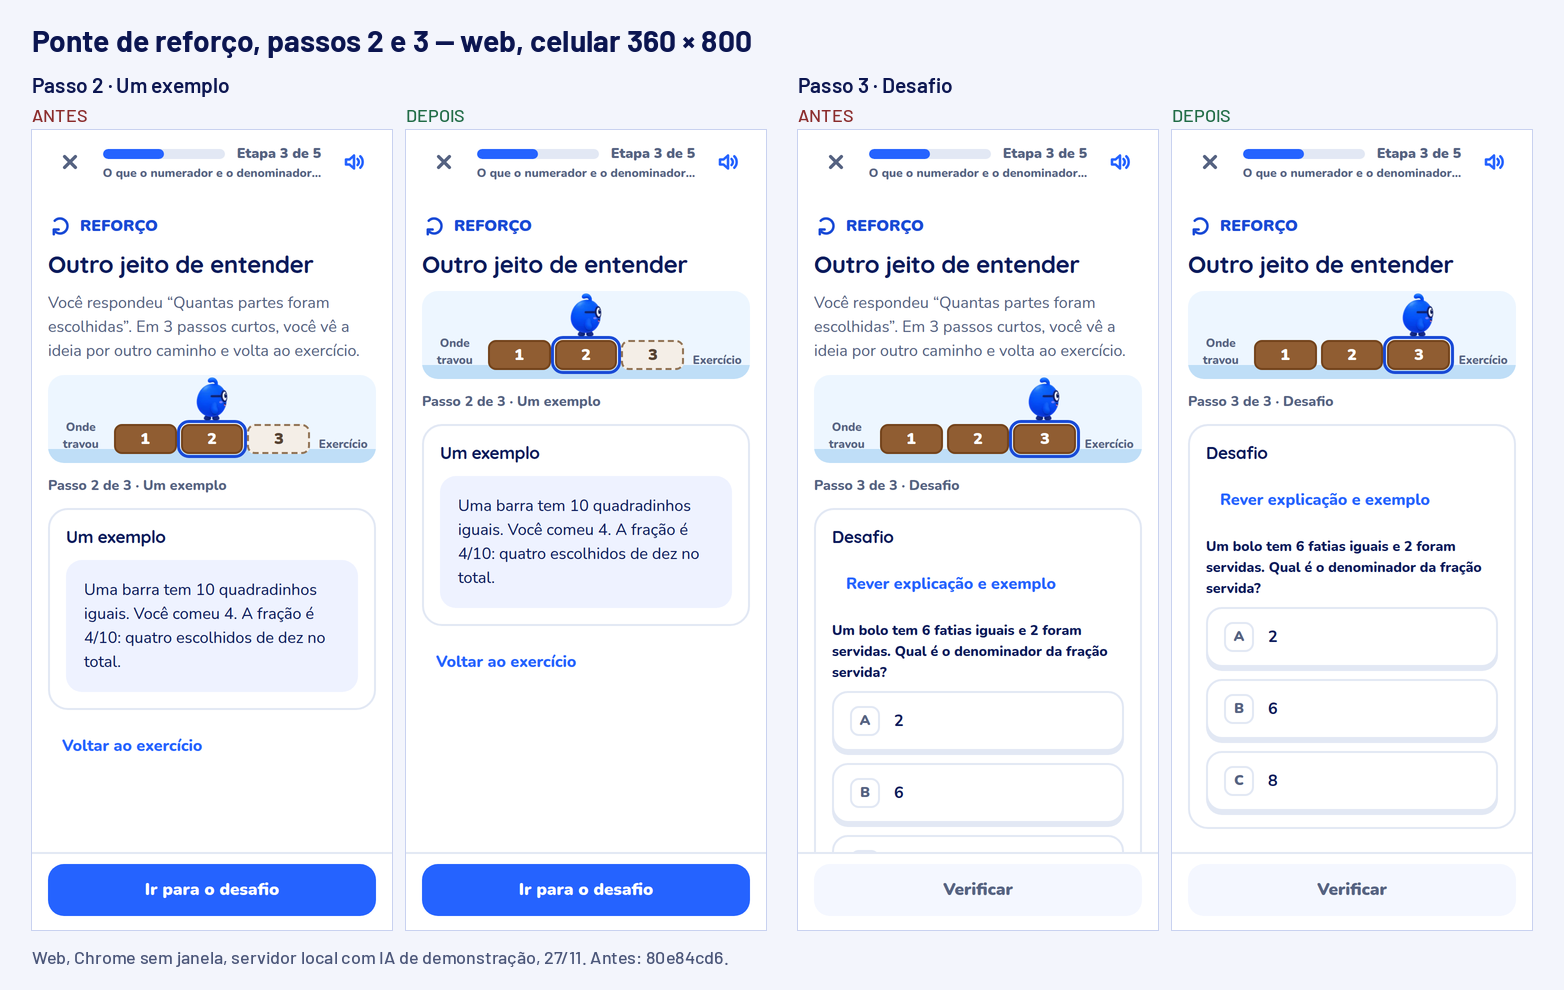 Ponte de reforço, passos 2 e 3 — web, celular 360 × 800
Passo 2 · Um exemplo
ANTES
Etapa 3 de 5
O que o numerador e o denominador...
REFORÇO
Outro jeito de entender
Você respondeu “Quantas partes foram
escolhidas”. Em 3 passos curtos, você vê a
ideia por outro caminho e volta ao exercício.
Onde
travou
1
2
3
Exercício
Passo 2 de 3 · Um exemplo
Um exemplo
Uma barra tem 10 quadradinhos
iguais. Você comeu 4. A fração é
4/10: quatro escolhidos de dez no
total.
Voltar ao exercício
Ir para o desafio
DEPOIS
Etapa 3 de 5
O que o numerador e o denominador...
REFORÇO
Outro jeito de entender
Onde
travou
1
2
3
Exercício
Passo 2 de 3 · Um exemplo
Um exemplo
Uma barra tem 10 quadradinhos
iguais. Você comeu 4. A fração é
4/10: quatro escolhidos de dez no
total.
Voltar ao exercício
Ir para o desafio
Passo 3 · Desafio
ANTES
Etapa 3 de 5
O que o numerador e o denominador...
REFORÇO
Outro jeito de entender
Você respondeu “Quantas partes foram
escolhidas”. Em 3 passos curtos, você vê a
ideia por outro caminho e volta ao exercício.
Onde
travou
1
2
3
Exercício
Passo 3 de 3 · Desafio
Desafio
Rever explicação e exemplo
Um bolo tem 6 fatias iguais e 2 foram
servidas. Qual é o denominador da fração
servida?
A 2
B 6
Verificar
DEPOIS
Etapa 3 de 5
O que o numerador e o denominador...
REFORÇO
Outro jeito de entender
Onde
travou
1
2
3
Exercício
Passo 3 de 3 · Desafio
Desafio
Rever explicação e exemplo
Um bolo tem 6 fatias iguais e 2 foram
servidas. Qual é o denominador da fração
servida?
A 2
B 6
C 8
Verificar
Web, Chrome sem janela, servidor local com IA de demonstração, 27/11. Antes: 80e84cd6.